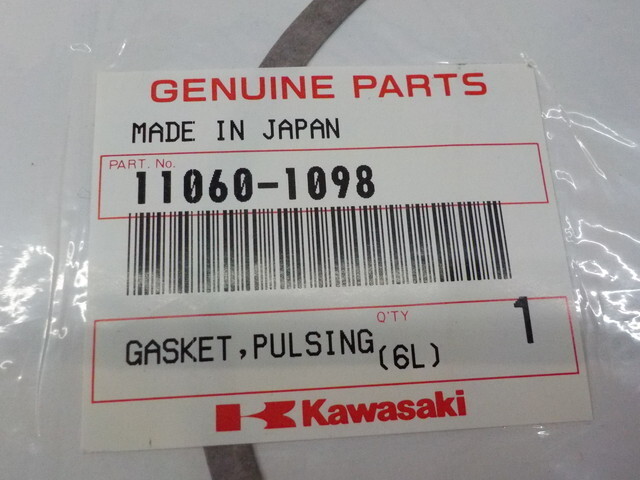 GENUINE PARTS
MADE IN JAPAN
PART. No.
11060-1098
Q'TY
GASKET,PULSING 1
(6L)
Kawasaki